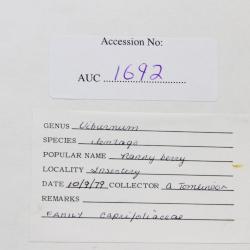 Accession No:
AUC 1692
GENUS Viburnum
SPECIES lentago
POPULAR NAME Nanny berry
LOCALITY Insectary
DATE 10/9/79 COLLECTOR A Tomlinson
REMARKS
FAMILY Caprifoliaceae